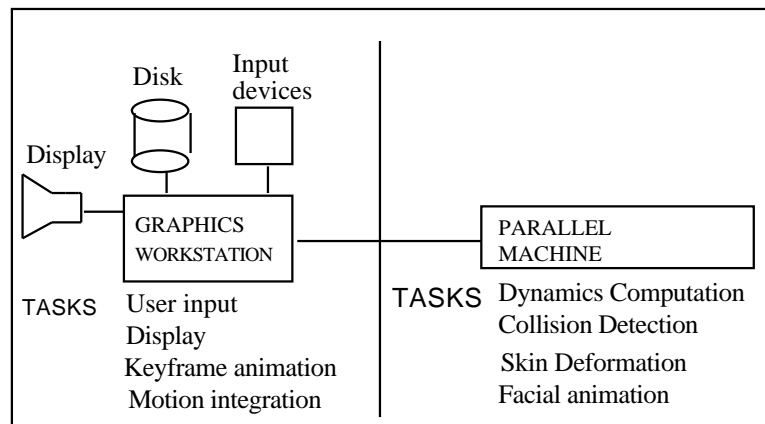 Disk
Input
devices
Display
GRAPHICS
WORKSTATION
TASKS
User input
Display
Keyframe animation
Motion integration
PARALLEL
MACHINE
TASKS
Dynamics Computation
Collision Detection
Skin Deformation
Facial animation